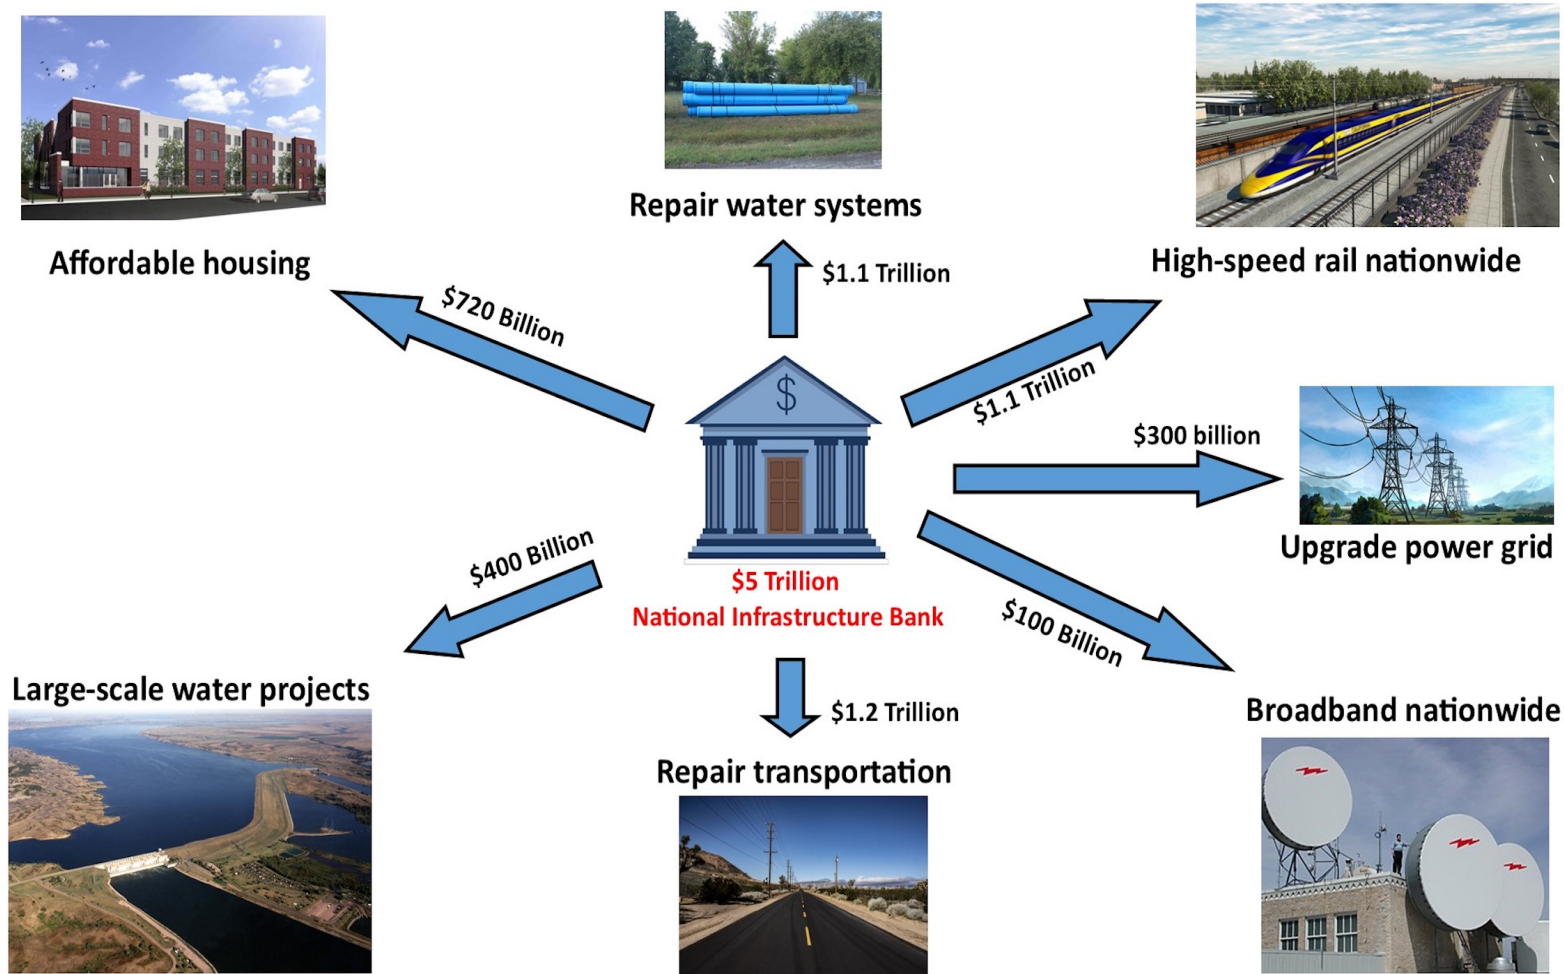 Repair water systems
Affordable housing
High-speed rail nationwide
$1.1 Trillion
$720 Billion
$1.1 Trillion
$
$300 billion
Upgrade power grid
$400 Billion
$5 Trillion
National Infrastructure Bank
$100 Billion
Large-scale water projects
$1.2 Trillion
Broadband nationwide
Repair transportation